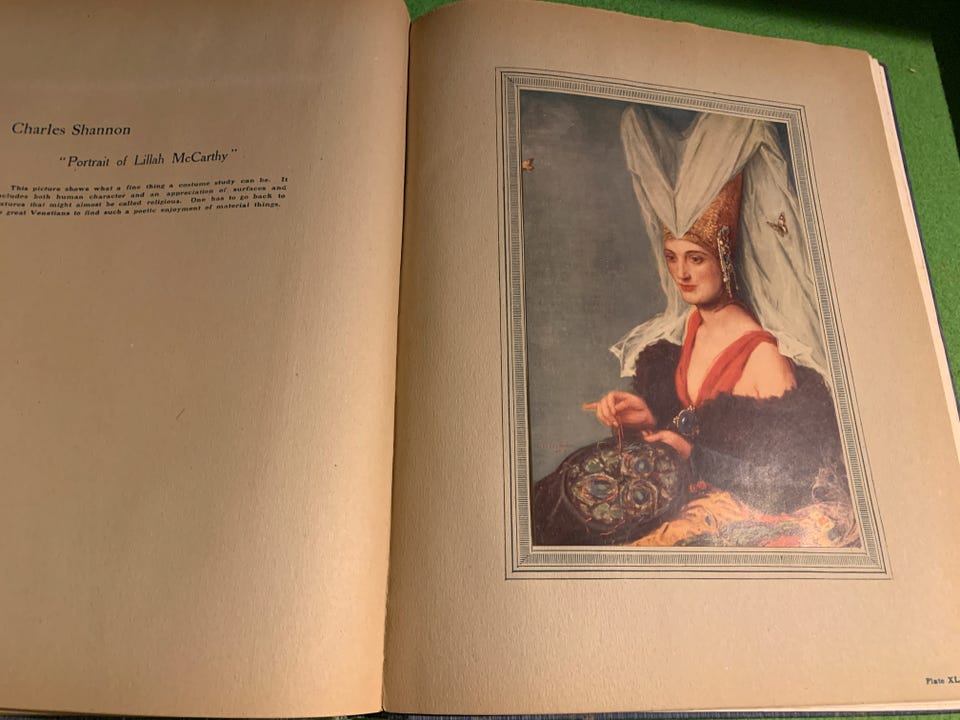 Charles Shannon
"Portrait of Lillah McCarthy"
This picture shows what a fine thing a costume study can be. It
includes both human character and an appreciation of surfaces and
textures that might almost be called religious. One has to go back to
great Venetians to find such a poetic enjoyment of material things.
Plate XL